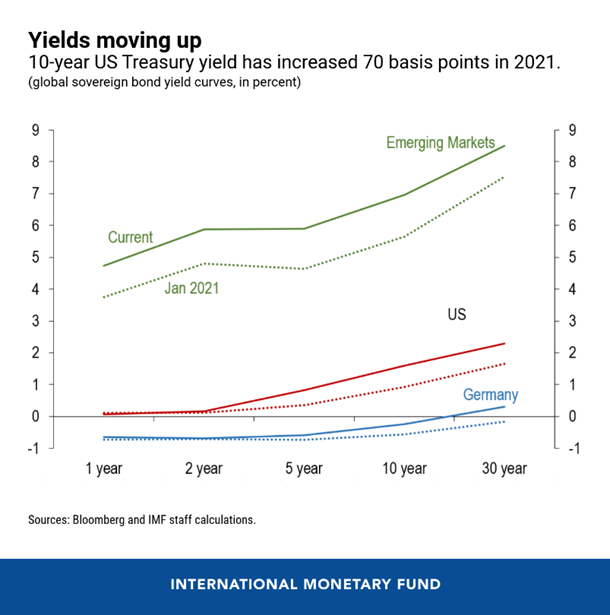 Yields moving up
10-year US Treasury yield has increased 70 basis points in 2021.
(global sovereign bond yield curves, in percent)
9 9
8 Emerging Markets 8
7 7
6 Current 6
5 5
4 Jan 2021 4
3 US 3
2 2
1 Germany 1
0 0
-1 -1
1 year 2 year 5 year 10 year 30 year
Sources: Bloomberg and IMF staff calculations.
INTERNATIONAL MONETARY FUND